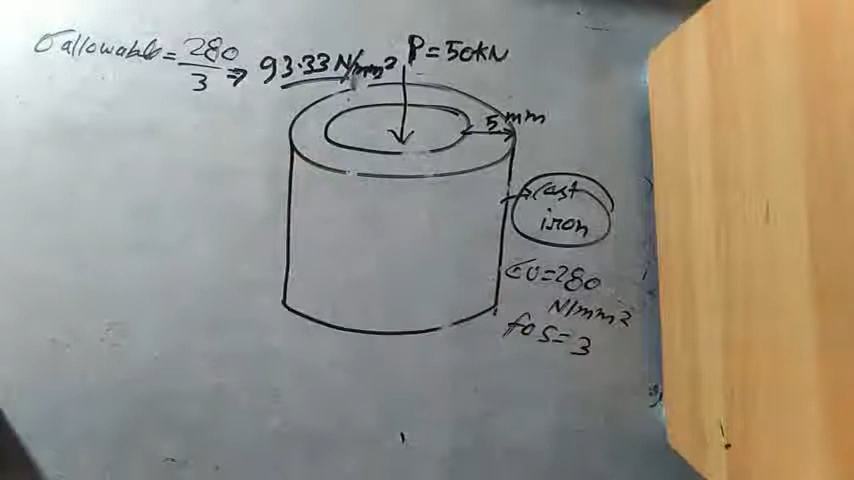 σallowable = 280/3 ⇒ 93.33 N/mm²
P=50kN
5mm
cast
iron
σu=280
N/mm²
fos=3